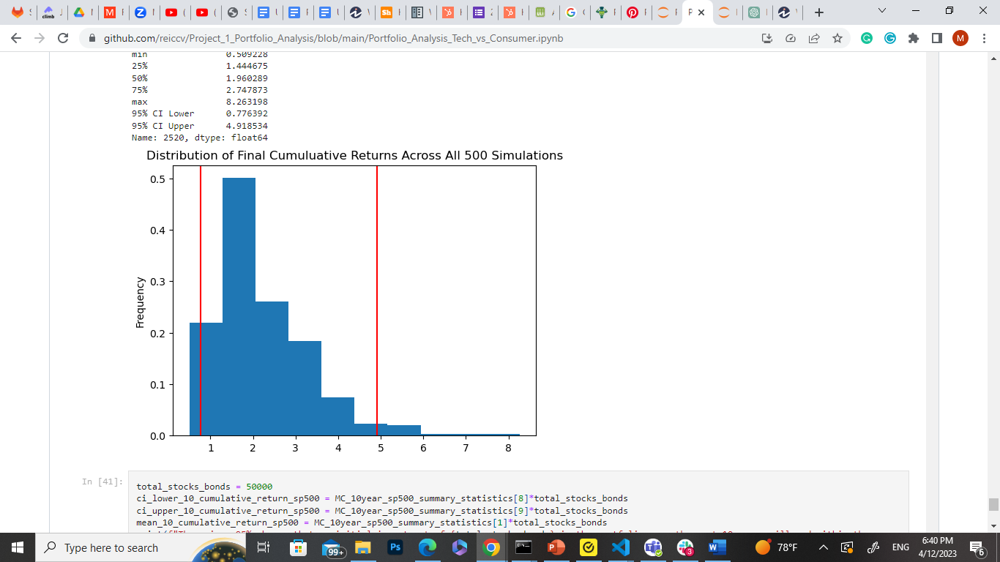 github.com/reiccv/Project_1_Portfolio_Analysis/blob/main/Portfolio_Analysis_Tech_vs_Consumer.ipynb
M
min 0.509228
25% 1.444675
50% 1.960289
75% 2.747873
max 8.263198
95% CI Lower 0.776392
95% CI Upper 4.918534
Name: 2520, dtype: float64
Distribution of Final Cumuluative Returns Across All 500 Simulations
0.5
0.4
0.3
0.2
0.1
0.0
Frequency
1 2 3 4 5 6 7 8
In [41]:
total_stocks_bonds = 50000
ci_lower_10_cumulative_return_sp500 = MC_10year_sp500_summary_statistics[8]*total_stocks_bonds
ci_upper_10_cumulative_return_sp500 = MC_10year_sp500_summary_statistics[9]*total_stocks_bonds
mean_10_cumulative_return_sp500 = MC_10year_sp500_summary_statistics[1]*total_stocks_bonds
Type here to search
99+
Ps
3
78°F
ENG
6:40 PM
4/12/2023
6